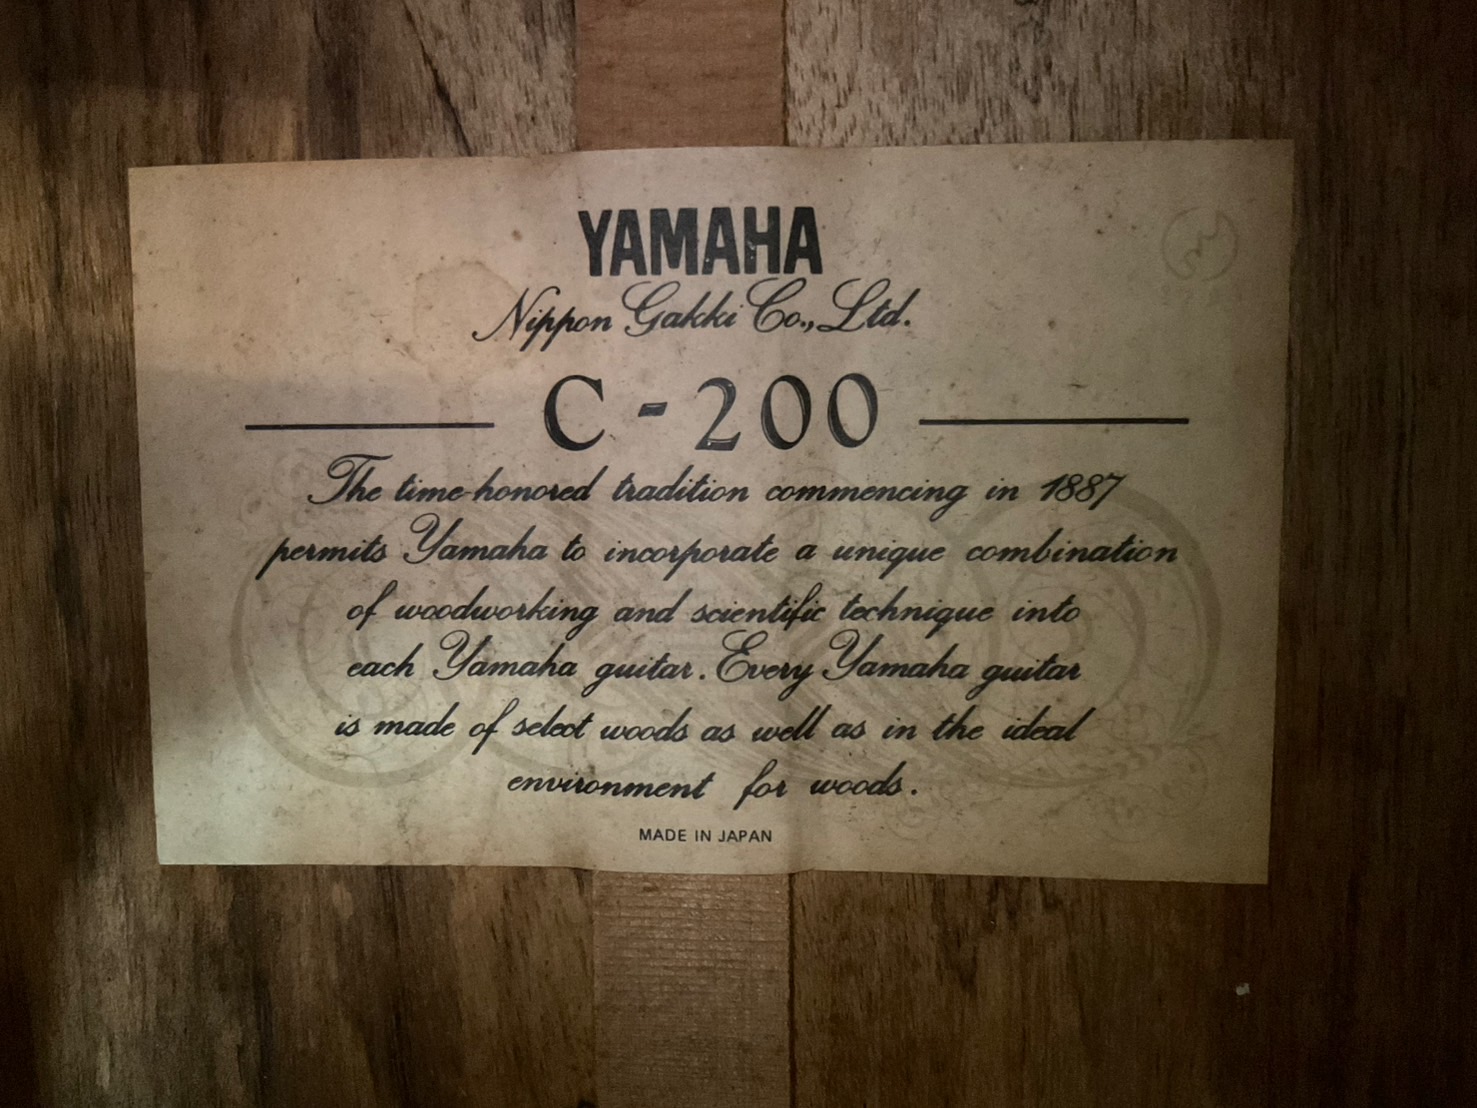 YAMAHA
Nippon Gakki Co., Ltd.
C-200
The time-honored tradition commencing in 1887
permits Yamaha to incorporate a unique combination
of woodworking and scientific technique into
each Yamaha guitar. Every Yamaha guitar
is made of select woods as well as in the ideal
environment for woods.
MADE IN JAPAN